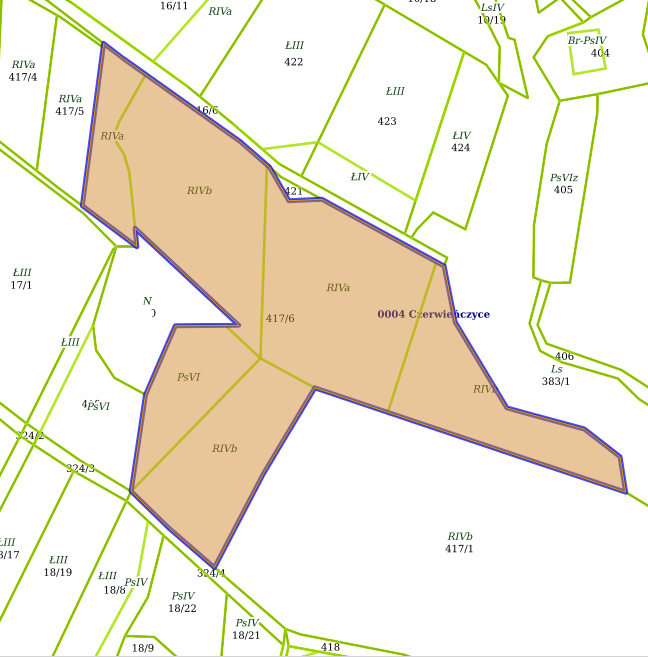 16/11
RIVa
LsIV
10/19
Br-PsIV
404
RIVa
417/4
ŁIII
422
RIVa
417/5
ŁIII
423
16/6
RIVa
ŁIV
424
ŁIV
PsVIz
405
RIVb
421
ŁIII
17/1
N
RIVa
417/6
0004 Czerwieńczyce
ŁIII
406
Ls
383/1
PsVI
RIVb
PsVI
324/2
RIVb
324/3
RIVb
417/1
ŁIII
ŁIII
18/19
324/4
ŁIII
18/8
PsIV
PsIV
18/22
PsIV
18/21
18/9
418